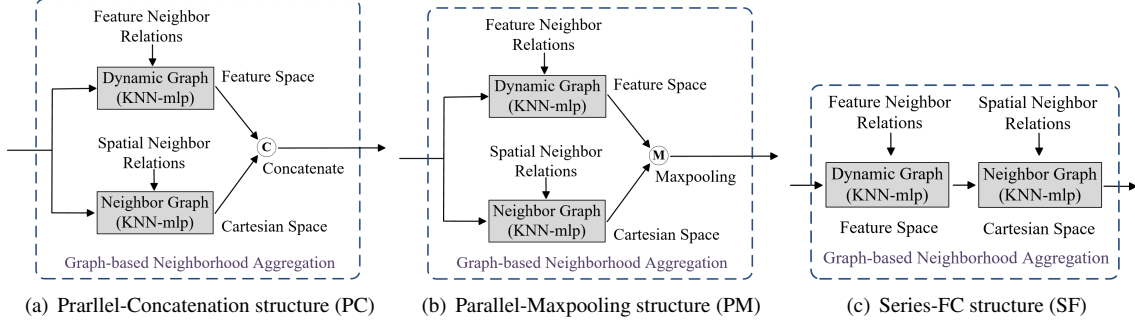 Feature Neighbor
Relations
Dynamic Graph
(KNN-mlp)
Feature Space
Spatial Neighbor
Relations
C
Concatenate
Neighbor Graph
(KNN-mlp)
Cartesian Space
Graph-based Neighborhood Aggregation
(a) Prarllel-Concatenation structure (PC)
Feature Neighbor
Relations
Dynamic Graph
(KNN-mlp)
Feature Space
Spatial Neighbor
Relations
M
Maxpooling
Neighbor Graph
(KNN-mlp)
Cartesian Space
Graph-based Neighborhood Aggregation
(b) Parallel-Maxpooling structure (PM)
Feature Neighbor
Relations
Spatial Neighbor
Relations
Dynamic Graph
(KNN-mlp)
Neighbor Graph
(KNN-mlp)
Feature Space
Cartesian Space
Graph-based Neighborhood Aggregation
(c) Series-FC structure (SF)